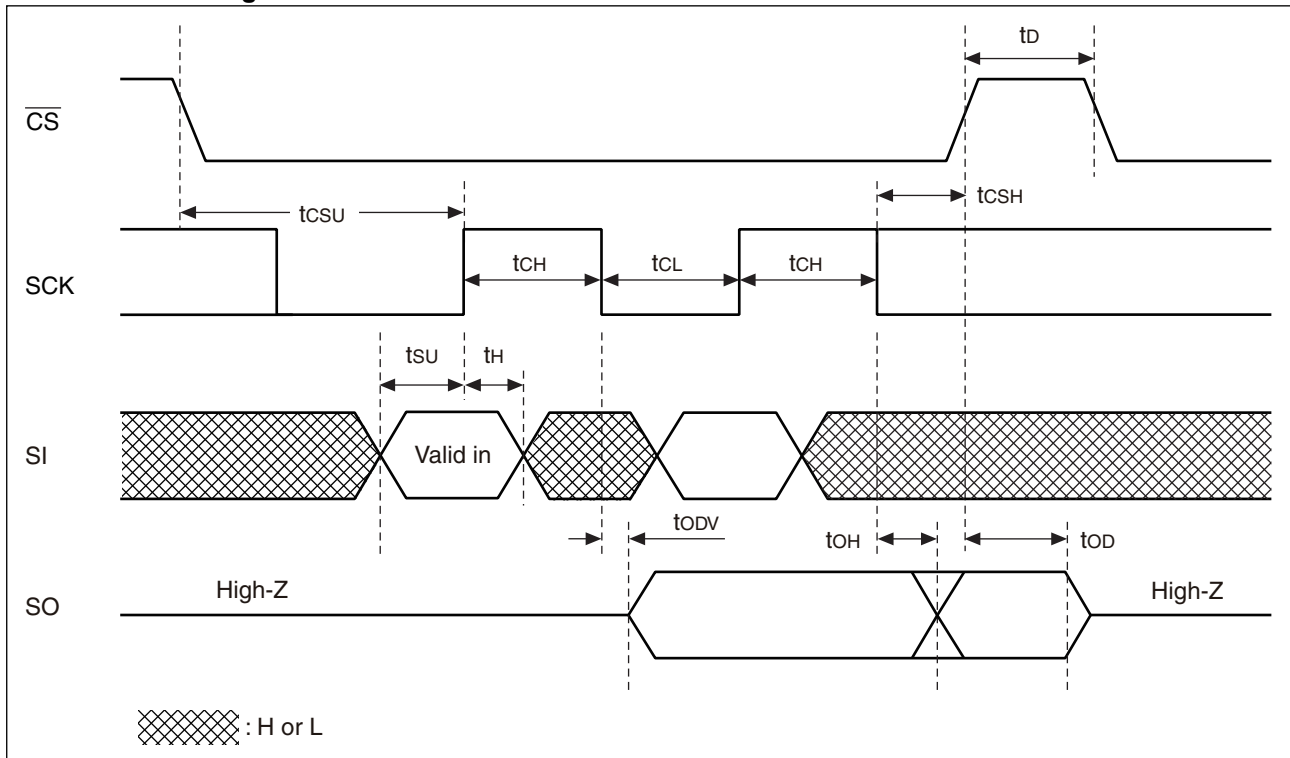 tD
CS
tCSU
tCSH
SCK
tCH
tCL
tCH
tSU
tH
SI
Valid in
tODV
tOH
tOD
SO
High-Z
High-Z
: H or L